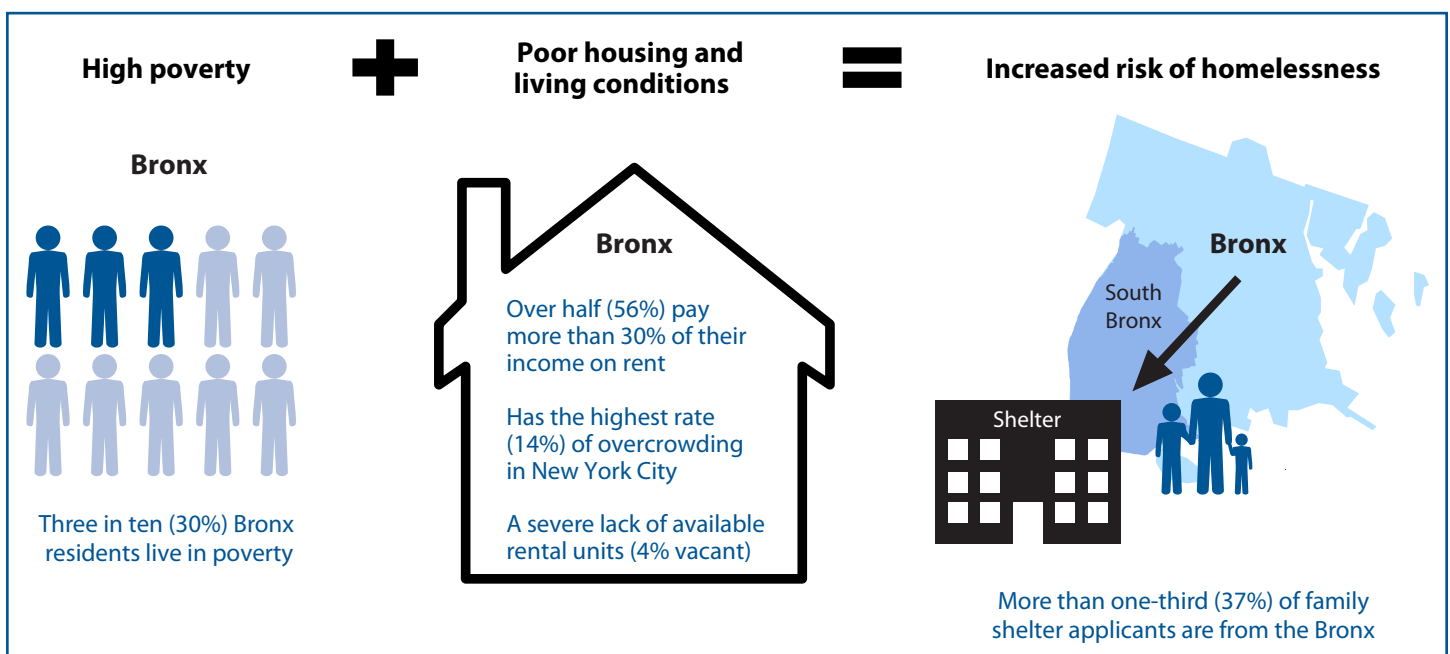 High poverty
Poor housing and
living conditions
Increased risk of homelessness
Bronx
Three in ten (30%) Bronx
residents live in poverty
Bronx
Over half (56%) pay
more than 30% of their
income on rent
Has the highest rate
(14%) of overcrowding
in New York City
A severe lack of available
rental units (4% vacant)
Bronx
South
Bronx
Shelter
More than one-third (37%) of family
shelter applicants are from the Bronx